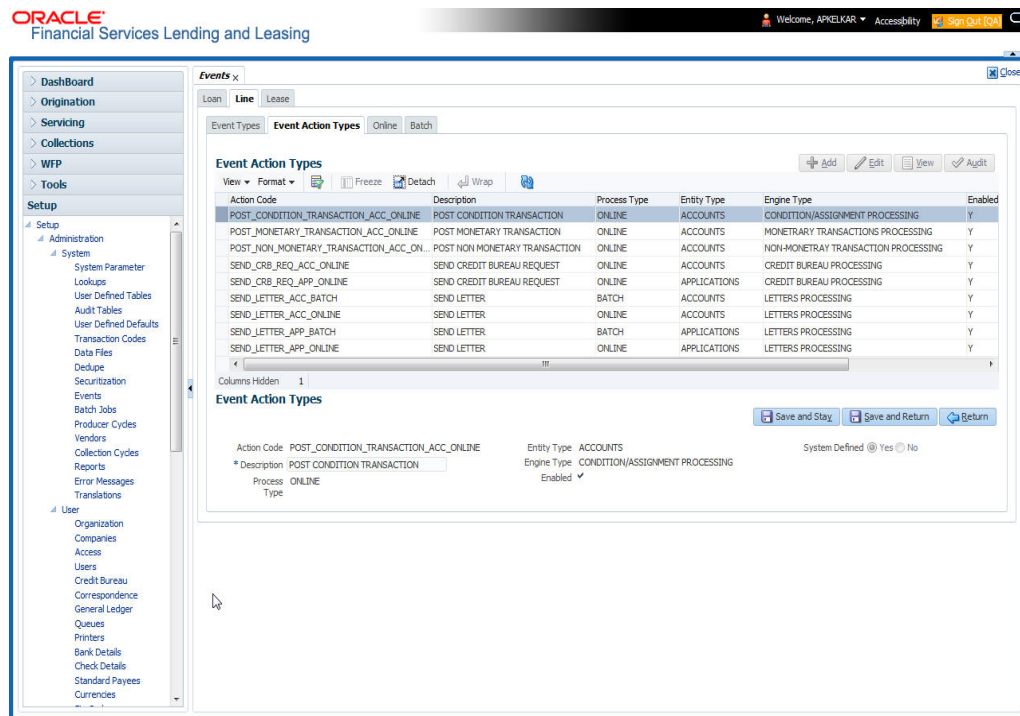 ORACLE
Financial Services Lending and Leasing
Welcome, APKELKAR
Accessibility
Sign Out [QA]
DashBoard
Origination
Servicing
Collections
WFP
Tools
Setup
Setup
Administration
System
System Parameter
Lookups
User Defined Tables
Audit Tables
User Defined Defaults
Transaction Codes
Data Files
Dedupe
Securitization
Events
Batch Jobs
Producer Cycles
Vendors
Collection Cycles
Reports
Error Messages
Translations
User
Organization
Companies
Access
Users
Credit Bureau
Correspondence
General Ledger
Queues
Printers
Bank Details
Check Details
Standard Payees
Currencies
Events X
Close
Loan Line Lease
Event Types Event Action Types Online Batch
Event Action Types
Add Edit View Audit
View Format Freeze Detach Wrap
Action Code Description Process Type Entity Type Engine Type Enabled
POST_CONDITION_TRANSACTION_ACC_ONLINE POST CONDITION TRANSACTION ONLINE ACCOUNTS CONDITION/ASSIGNMENT PROCESSING Y
POST_MONETARY_TRANSACTION_ACC_ONLINE POST MONETARY TRANSACTION ONLINE ACCOUNTS MONETRARY TRANSACTIONS PROCESSING Y
POST_NON_MONETARY_TRANSACTION_ACC_ON... POST NON MONETARY TRANSACTION ONLINE ACCOUNTS NON-MONETRAY TRANSACTION PROCESSING Y
SEND_CRB_REQ_ACC_ONLINE SEND CREDIT BUREAU REQUEST ONLINE ACCOUNTS CREDIT BUREAU PROCESSING Y
SEND_CRB_REQ_APP_ONLINE SEND CREDIT BUREAU REQUEST ONLINE APPLICATIONS CREDIT BUREAU PROCESSING Y
SEND_LETTER_ACC_BATCH SEND LETTER BATCH ACCOUNTS LETTERS PROCESSING Y
SEND_LETTER_ACC_ONLINE SEND LETTER ONLINE ACCOUNTS LETTERS PROCESSING Y
SEND_LETTER_APP_BATCH SEND LETTER BATCH APPLICATIONS LETTERS PROCESSING Y
SEND_LETTER_APP_ONLINE SEND LETTER ONLINE APPLICATIONS LETTERS PROCESSING Y
Columns Hidden 1
Event Action Types
Save and Stay Save and Return Return
Action Code POST_CONDITION_TRANSACTION_ACC_ONLINE
* Description POST CONDITION TRANSACTION
Process Type ONLINE
Entity Type ACCOUNTS
Engine Type CONDITION/ASSIGNMENT PROCESSING
Enabled
System Defined Yes No